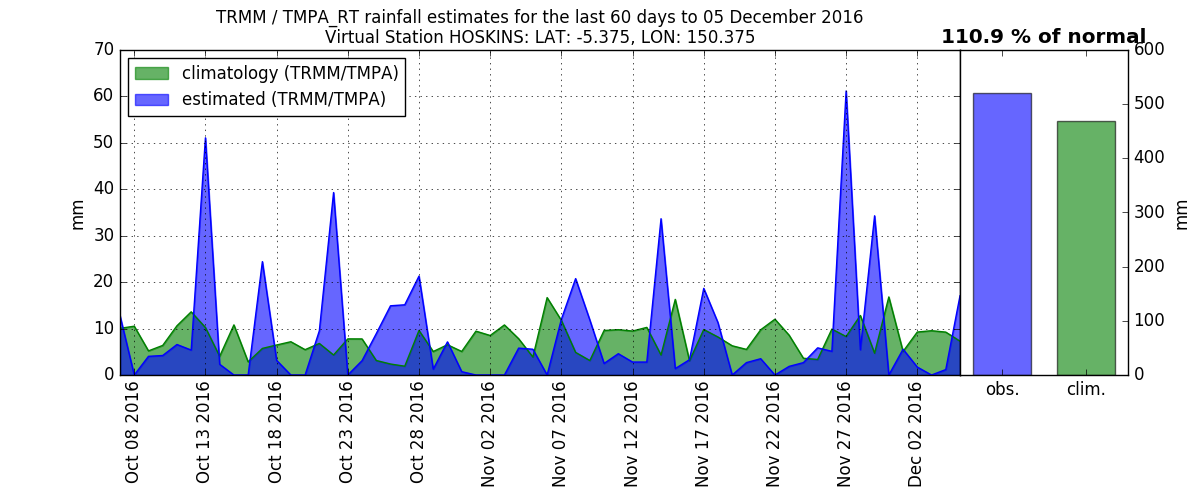 TRMM / TMPA_RT rainfall estimates for the last 60 days to 05 December 2016
Virtual Station HOSKINS: LAT: -5.375, LON: 150.375
110.9 % of normal
climatology (TRMM/TMPA)
estimated (TRMM/TMPA)
70
60
50
40
30
20
10
0
mm
Oct 08 2016
Oct 13 2016
Oct 18 2016
Oct 23 2016
Oct 28 2016
Nov 02 2016
Nov 07 2016
Nov 12 2016
Nov 17 2016
Nov 22 2016
Nov 27 2016
Dec 02 2016
600
500
400
300
200
100
0
mm
obs.
clim.